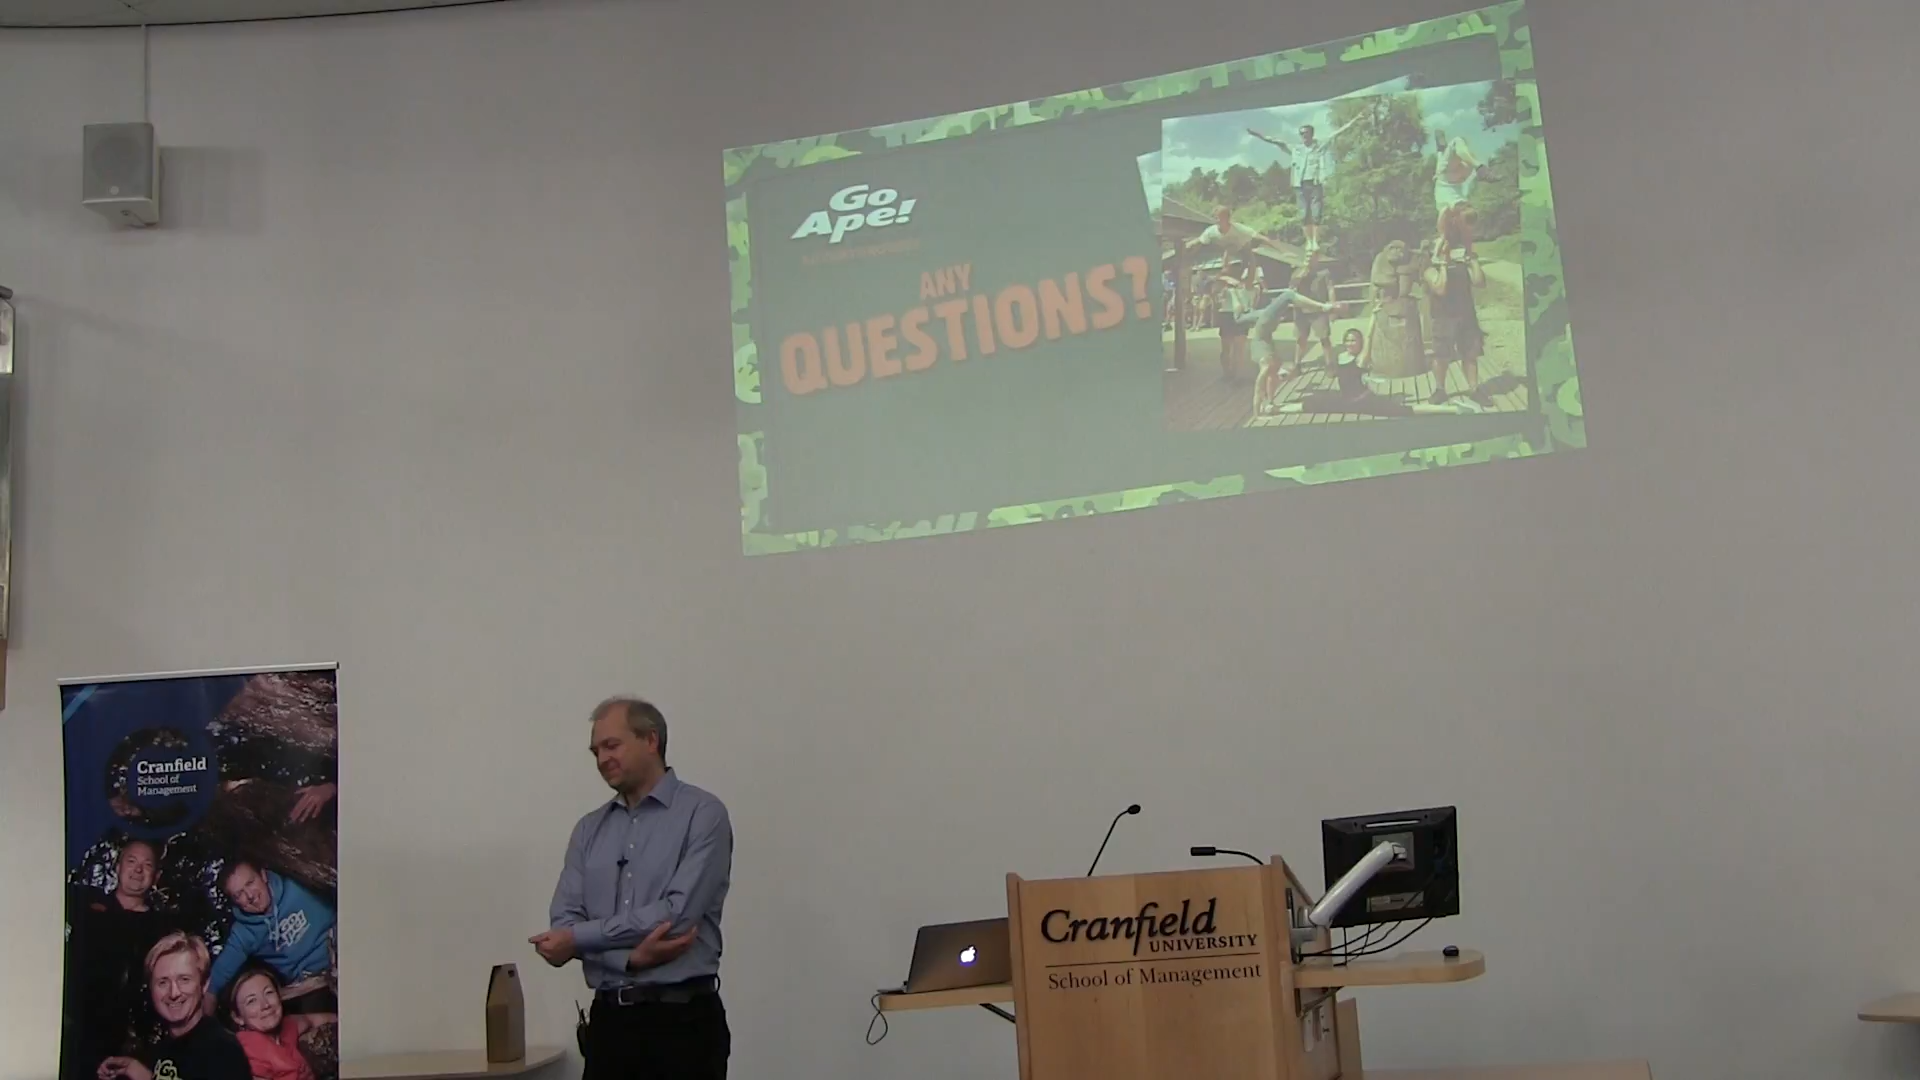 Go
Ape!
ANY
QUESTIONS?
Cranfield
School of
Management
Cranfield
UNIVERSITY
School of Management